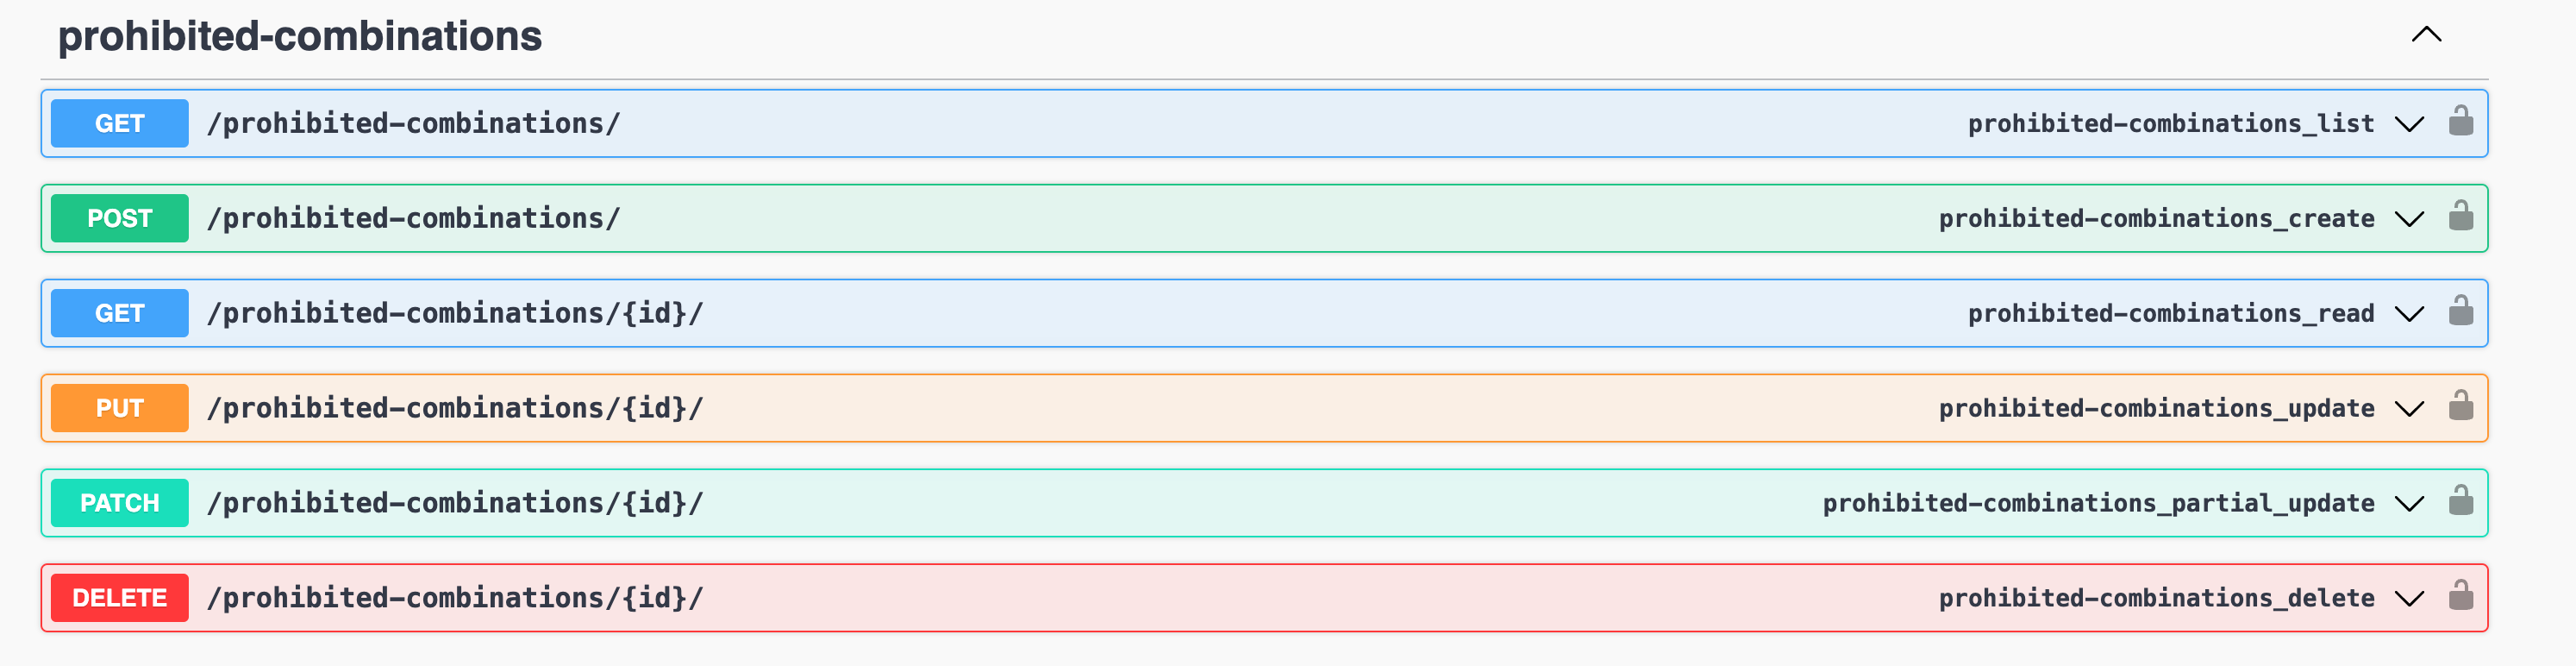 prohibited-combinations
GET /prohibited-combinations/ prohibited-combinations_list
POST /prohibited-combinations/ prohibited-combinations_create
GET /prohibited-combinations/{id}/ prohibited-combinations_read
PUT /prohibited-combinations/{id}/ prohibited-combinations_update
PATCH /prohibited-combinations/{id}/ prohibited-combinations_partial_update
DELETE /prohibited-combinations/{id}/ prohibited-combinations_delete